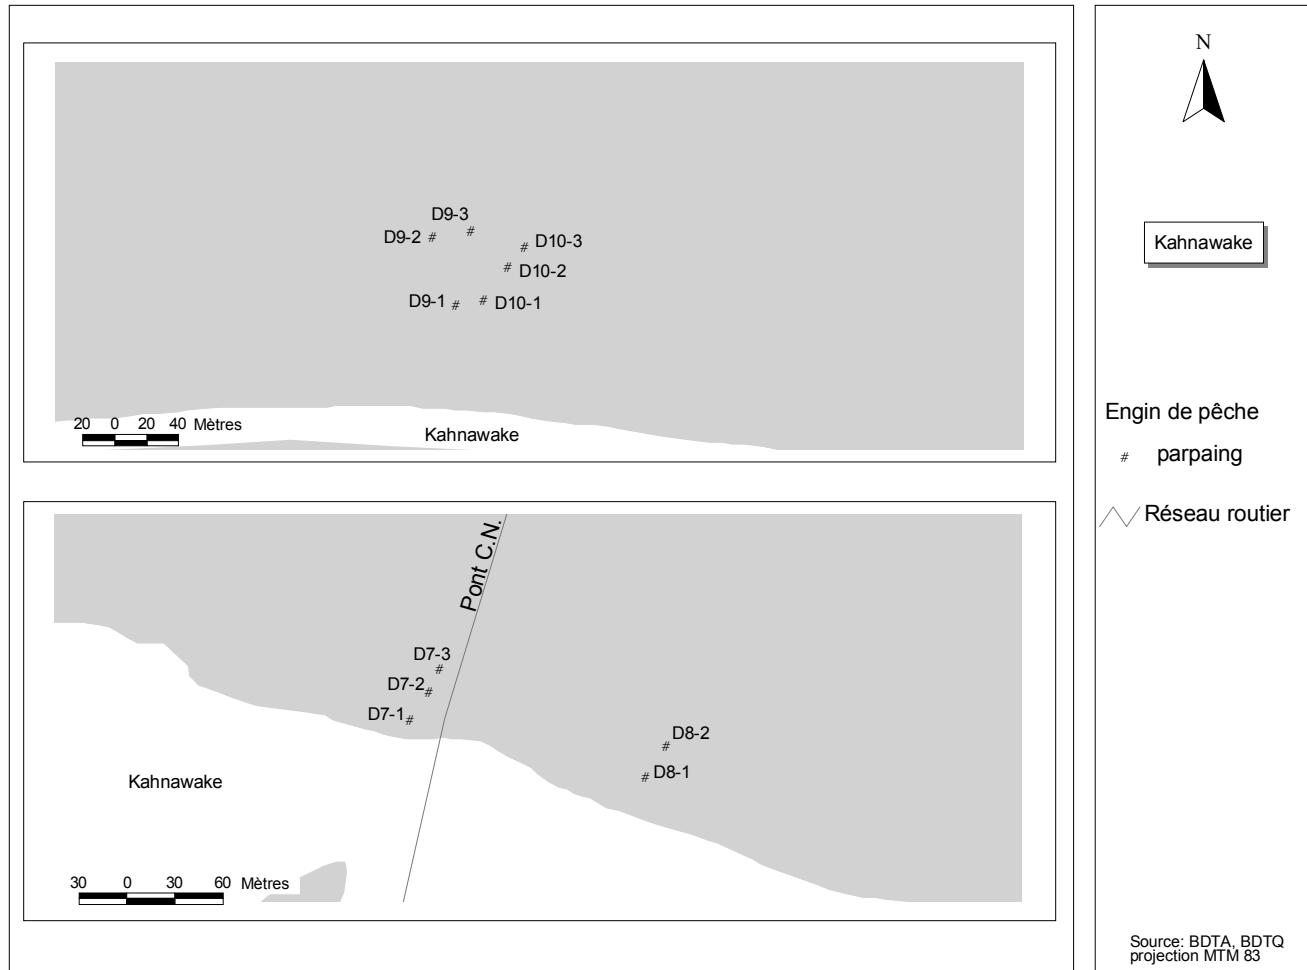 D9-3
D9-2 #
#
# D10-3
# D10-2
D9-1 #
# D10-1
20 0 20 40 Mètres
Kahnawake
Pont C.N.
D7-3
#
D7-2 #
D7-1 #
D8-2
#
# D8-1
Kahnawake
30 0 30 60 Mètres
N
Kahnawake
Engin de pêche
# parpaing
Réseau routier
Source: BDTA, BDTQ
projection MTM 83